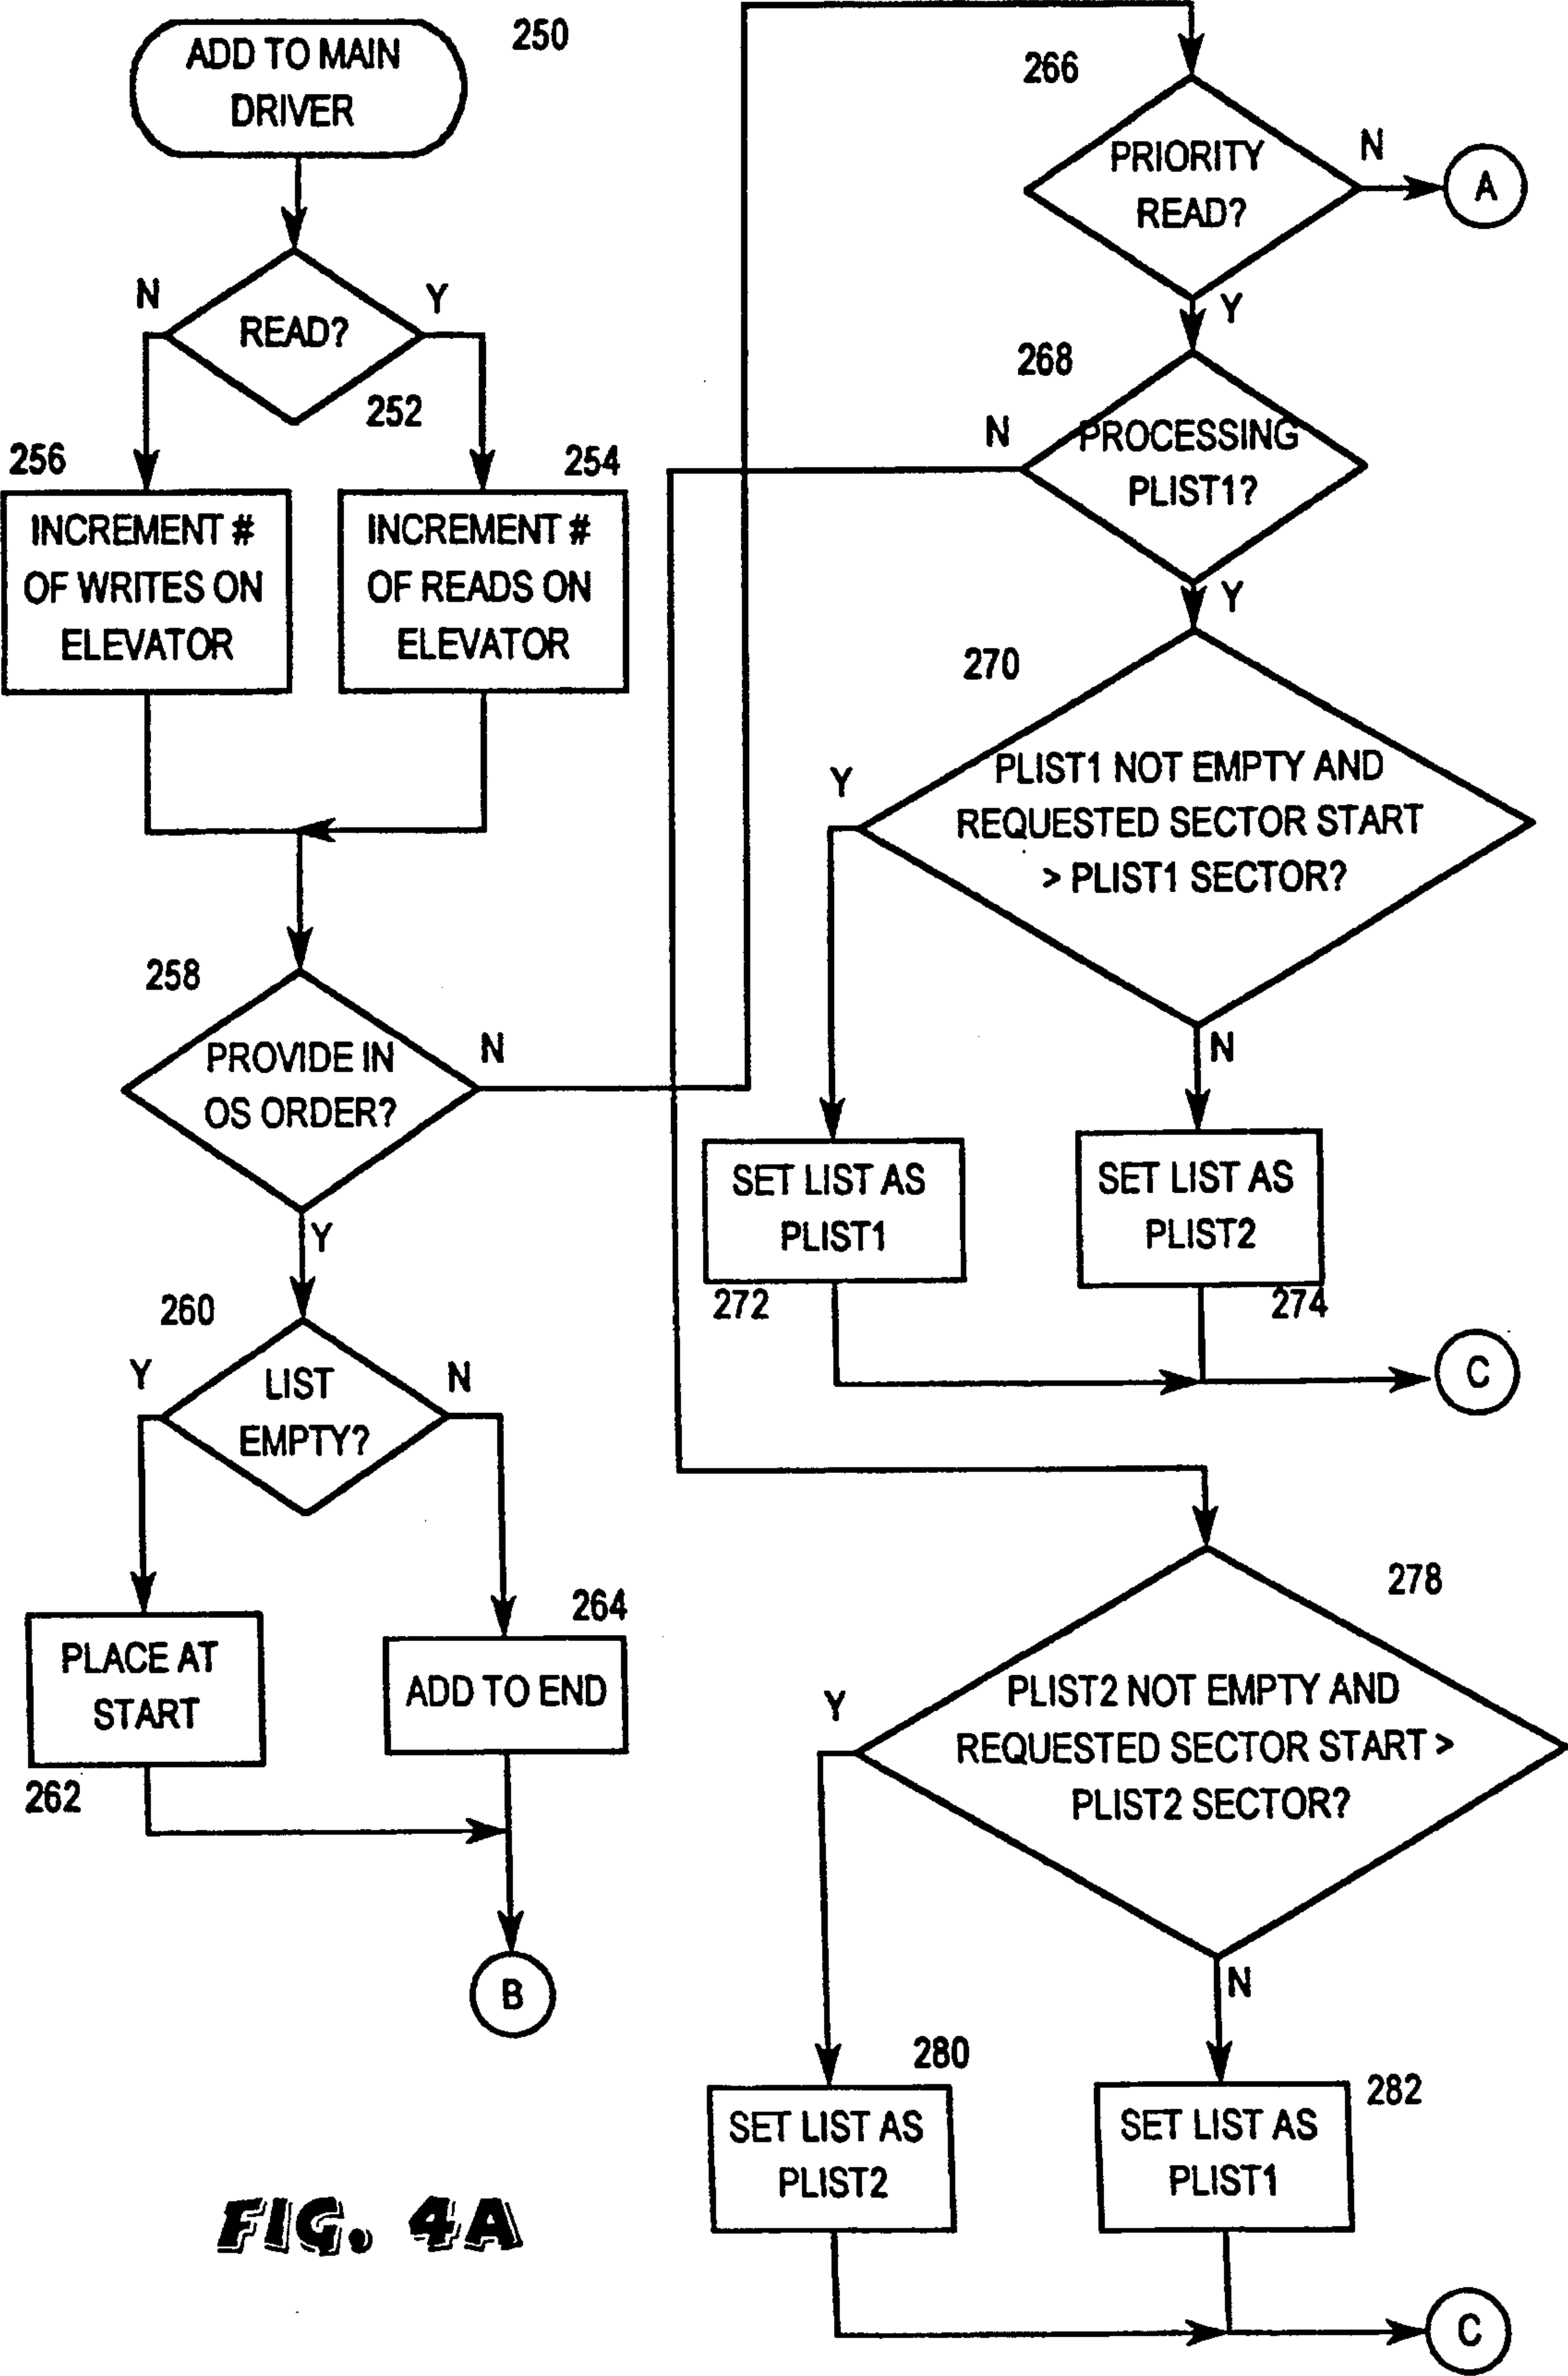 ADD TO MAIN
DRIVER
250
READ?
N
Y
252
256
INCREMENT #
OF WRITES ON
ELEVATOR
254
INCREMENT #
OF READS ON
ELEVATOR
258
PROVIDE IN
OS ORDER?
N
Y
260
LIST
EMPTY?
Y
N
PLACE AT
START
262
264
ADD TO END
B
266
PRIORITY
READ?
N
A
Y
268
PROCESSING
PLIST1?
N
Y
270
PLIST1 NOT EMPTY AND
REQUESTED SECTOR START
> PLIST1 SECTOR?
Y
N
SET LIST AS
PLIST1
272
SET LIST AS
PLIST2
274
C
278
PLIST2 NOT EMPTY AND
REQUESTED SECTOR START >
PLIST2 SECTOR?
Y
N
280
SET LIST AS
PLIST2
282
SET LIST AS
PLIST1
C
FIG. 4A